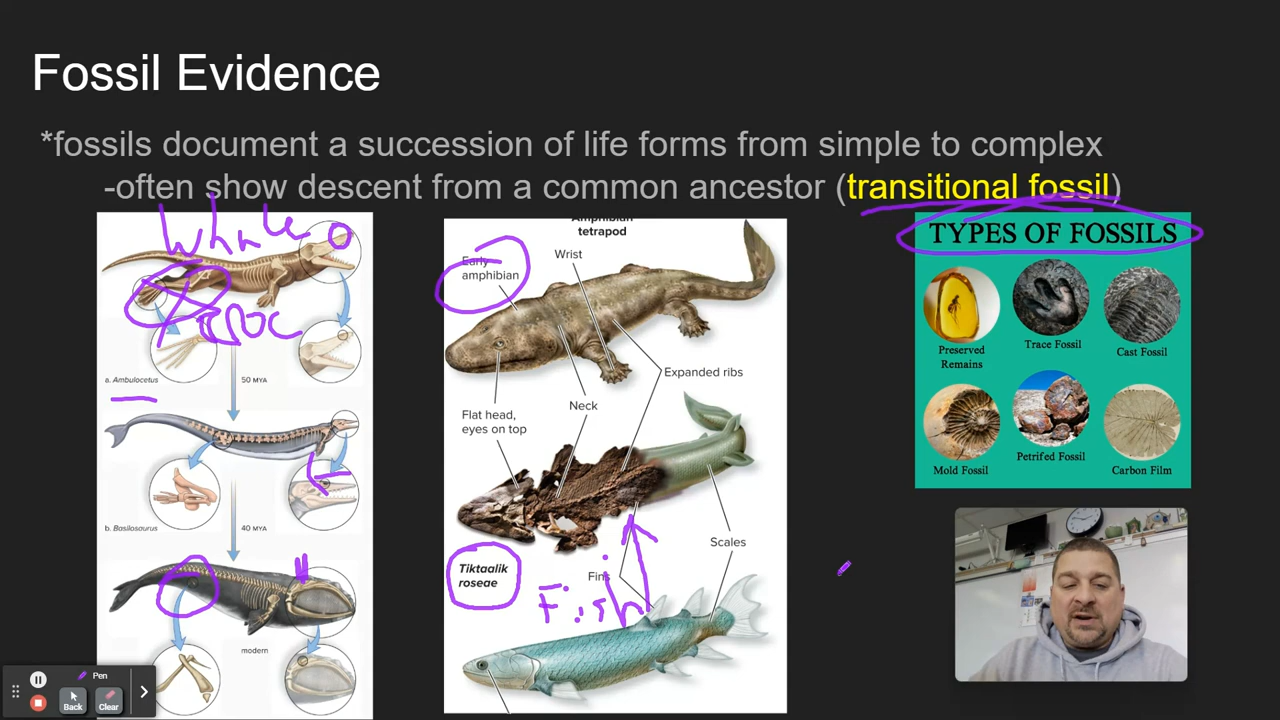 Fossil Evidence
*fossils document a succession of life forms from simple to complex
-often show descent from a common ancestor (transitional fossil)
Whale
croc
a. Ambulocetus
50 MYA
b. Basilosaurus
40 MYA
modern
Amphibian
tetrapod
Early
amphibian
Wrist
Expanded ribs
Neck
Flat head,
eyes on top
Tiktaalik
roseae
Scales
Fins
Fish
TYPES OF FOSSILS
Preserved
Remains
Trace Fossil
Cast Fossil
Mold Fossil
Petrifed Fossil
Carbon Film
Pen
Back
Clear